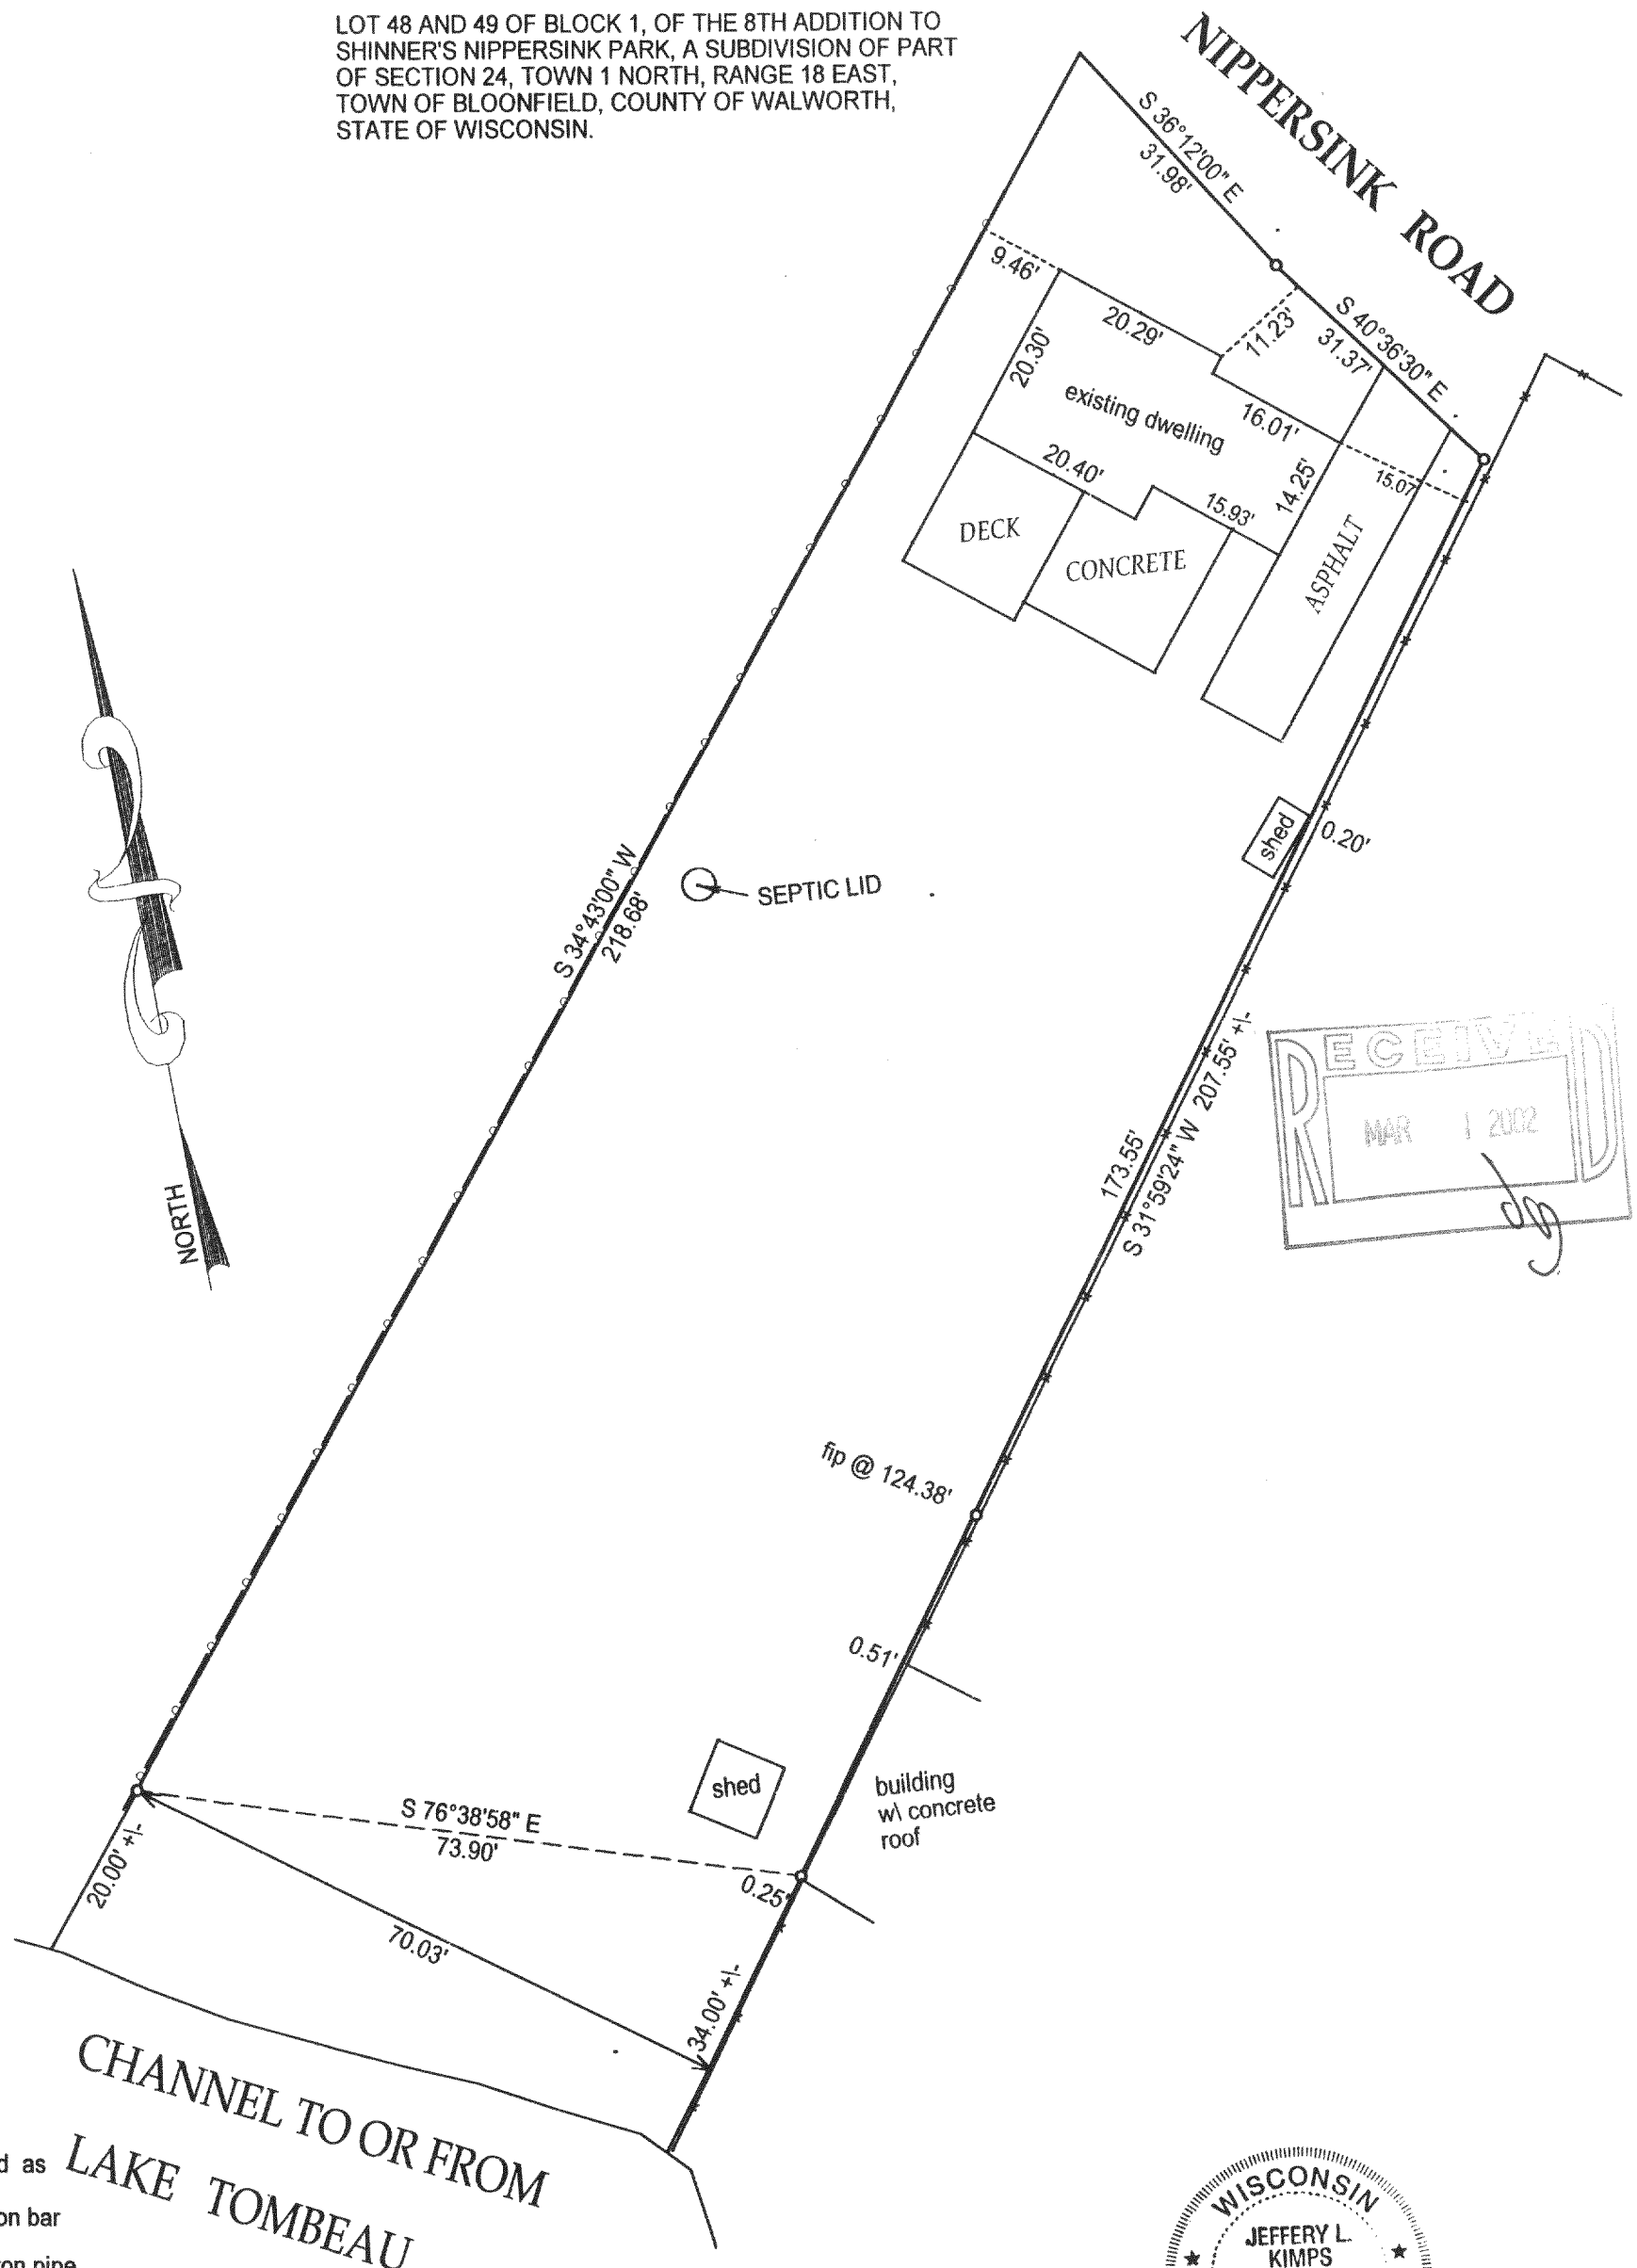 LOT 48 AND 49 OF BLOCK 1, OF THE 8TH ADDITION TO
SHINNER'S NIPPERSINK PARK, A SUBDIVISION OF PART
OF SECTION 24, TOWN 1 NORTH, RANGE 18 EAST,
TOWN OF BLOONFIELD, COUNTY OF WALWORTH,
STATE OF WISCONSIN.
NIPPERSINK ROAD
S 36°12'00" E
31.98'
S 40°36'30" E
31.37'
9.46'
20.29'
11.23'
20.30'
existing dwelling
16.01'
20.40'
15.93'
14.25'
15.07'
DECK
CONCRETE
ASPHALT
shed
0.20'
S 34°43'00" W
218.68'
SEPTIC LID
NORTH
RECEIVED
MAR 1 2002
173.55'
S 31°59'24" W 207.55' +\-
fip @ 124.38'
0.51'
shed
building
w\ concrete
roof
S 76°38'58" E
73.90'
0.25'
20.00' +\-
70.03'
34.00' +\-
CHANNEL TO OR FROM
LAKE TOMBEAU
d as
on bar
ron pipe
WISCONSIN
JEFFERY L.
KIMPS